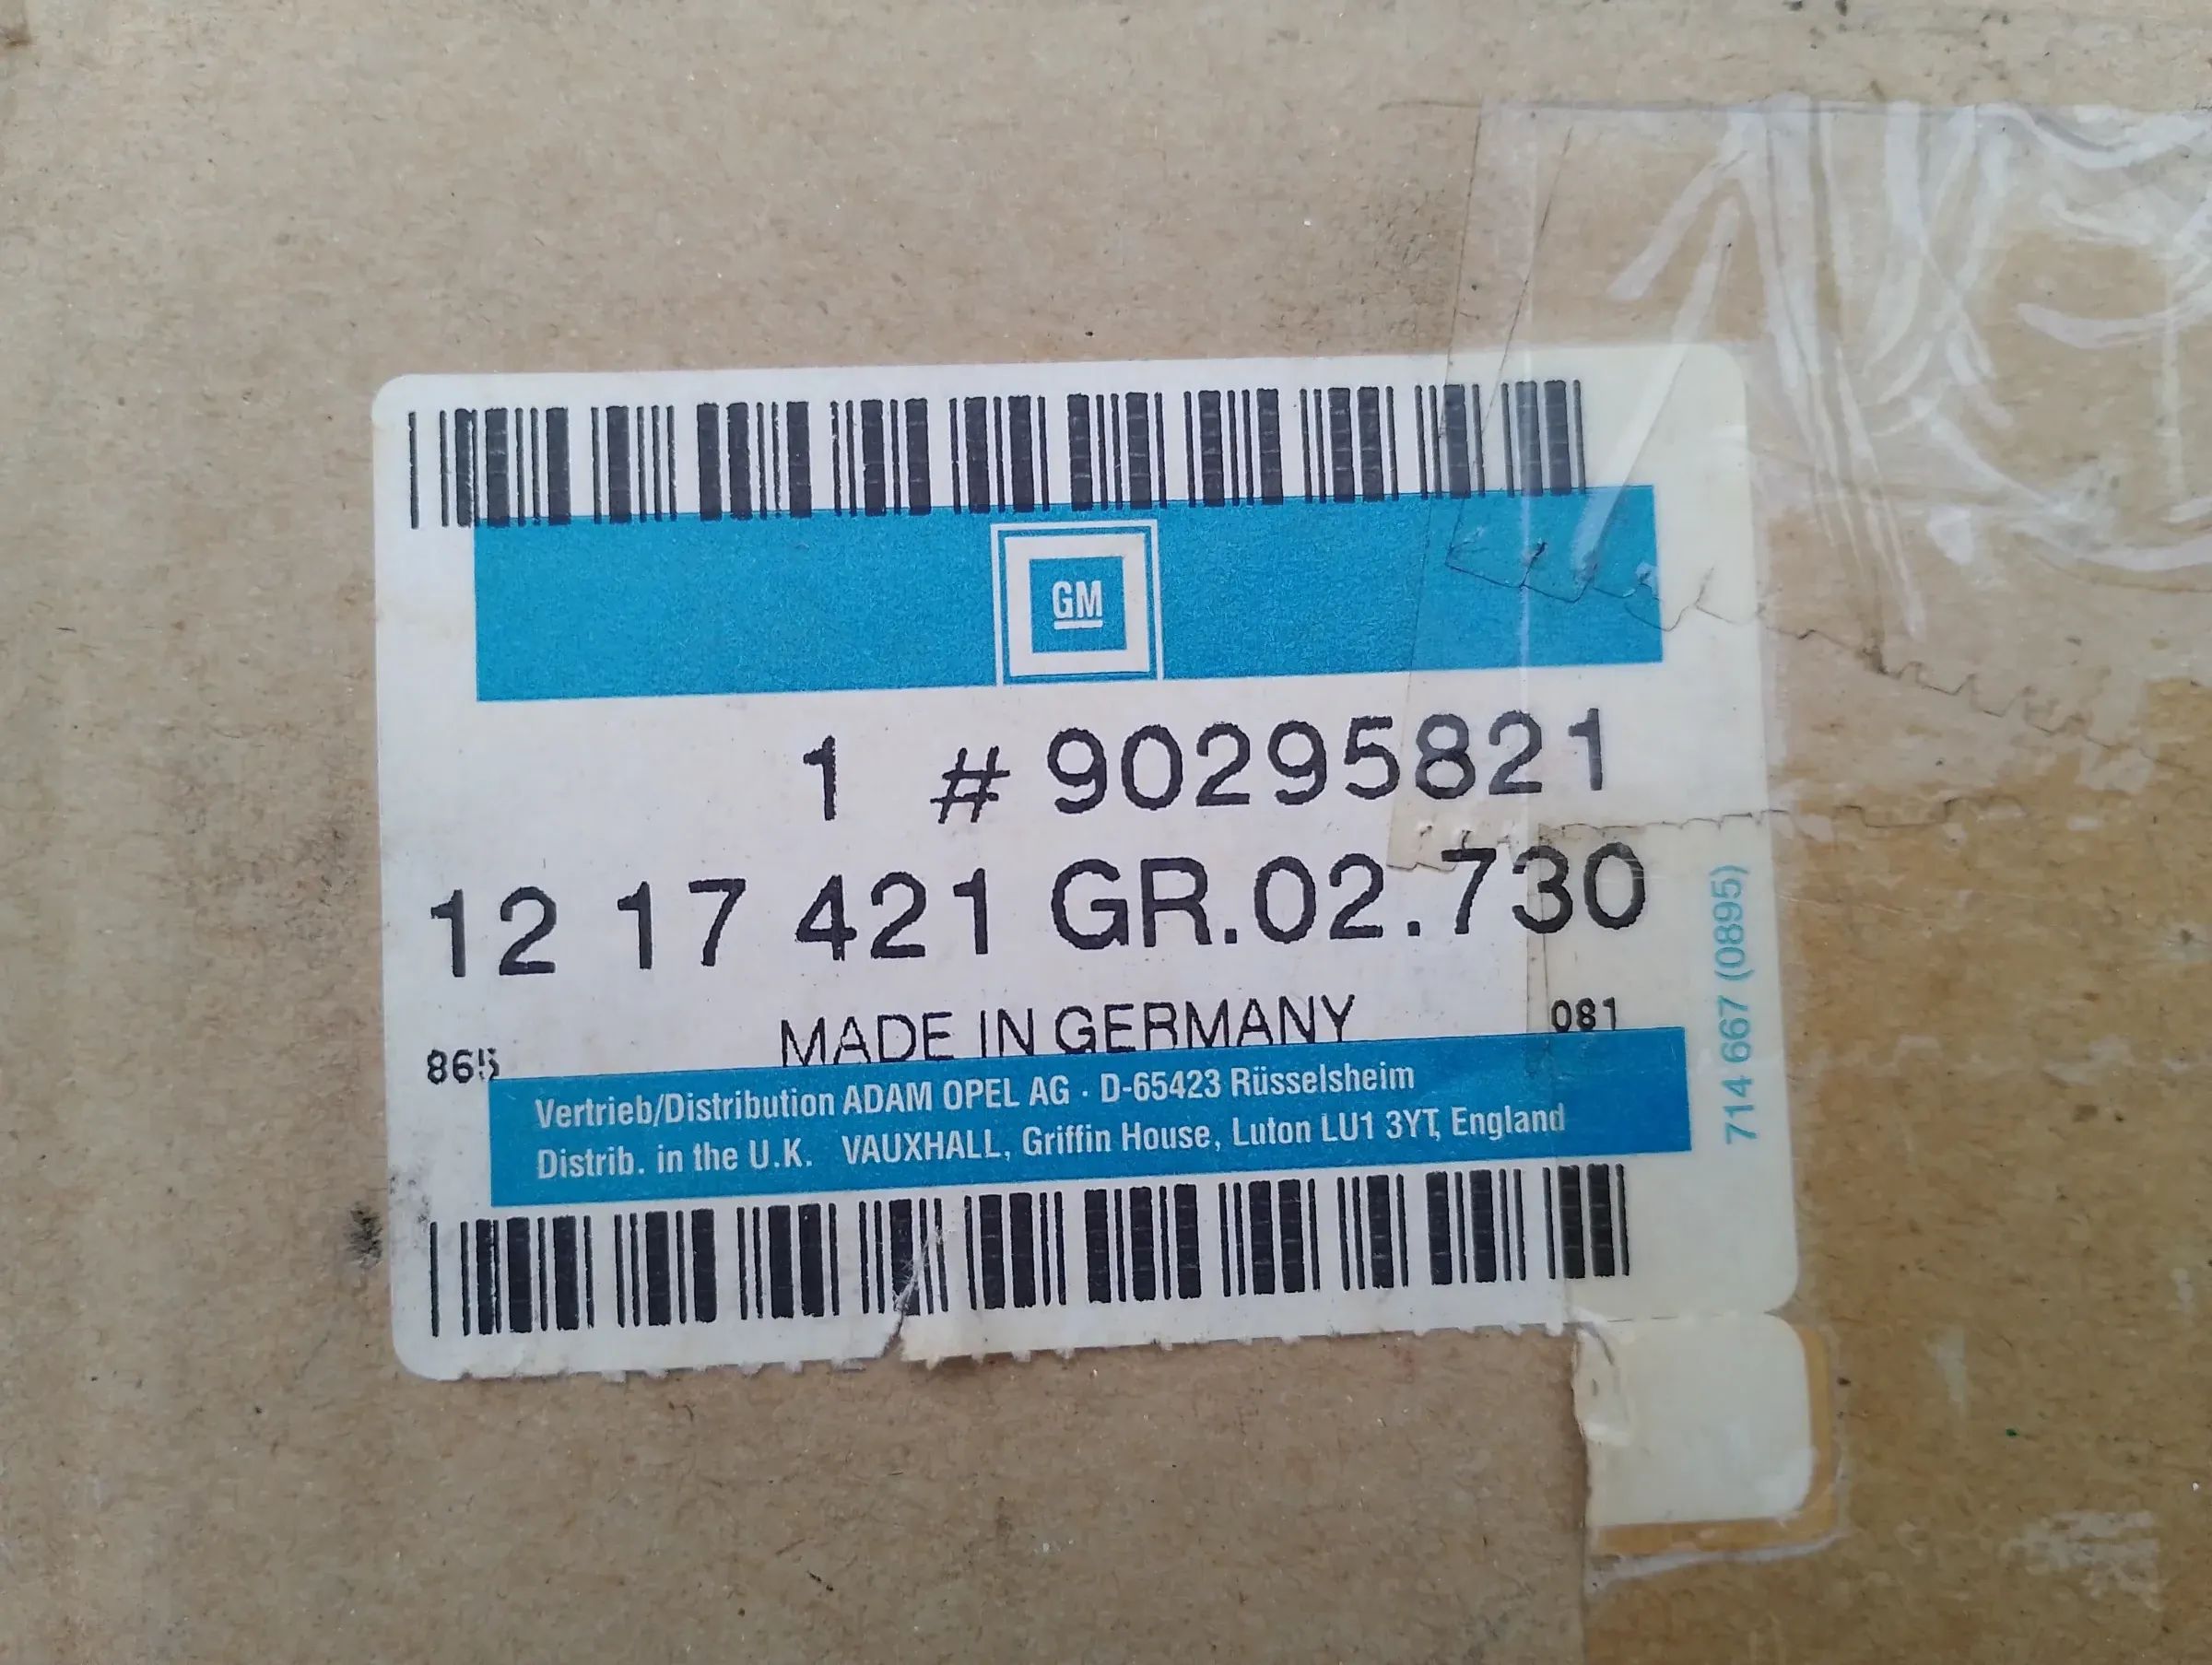 GM
1 # 90295821
12 17 421 GR.02.730
MADE IN GERMANY
865
081
Vertrieb/Distribution ADAM OPEL AG · D-65423 Rüsselsheim
Distrib. in the U.K. VAUXHALL, Griffin House, Luton LU1 3YT, England
714 667 (0895)